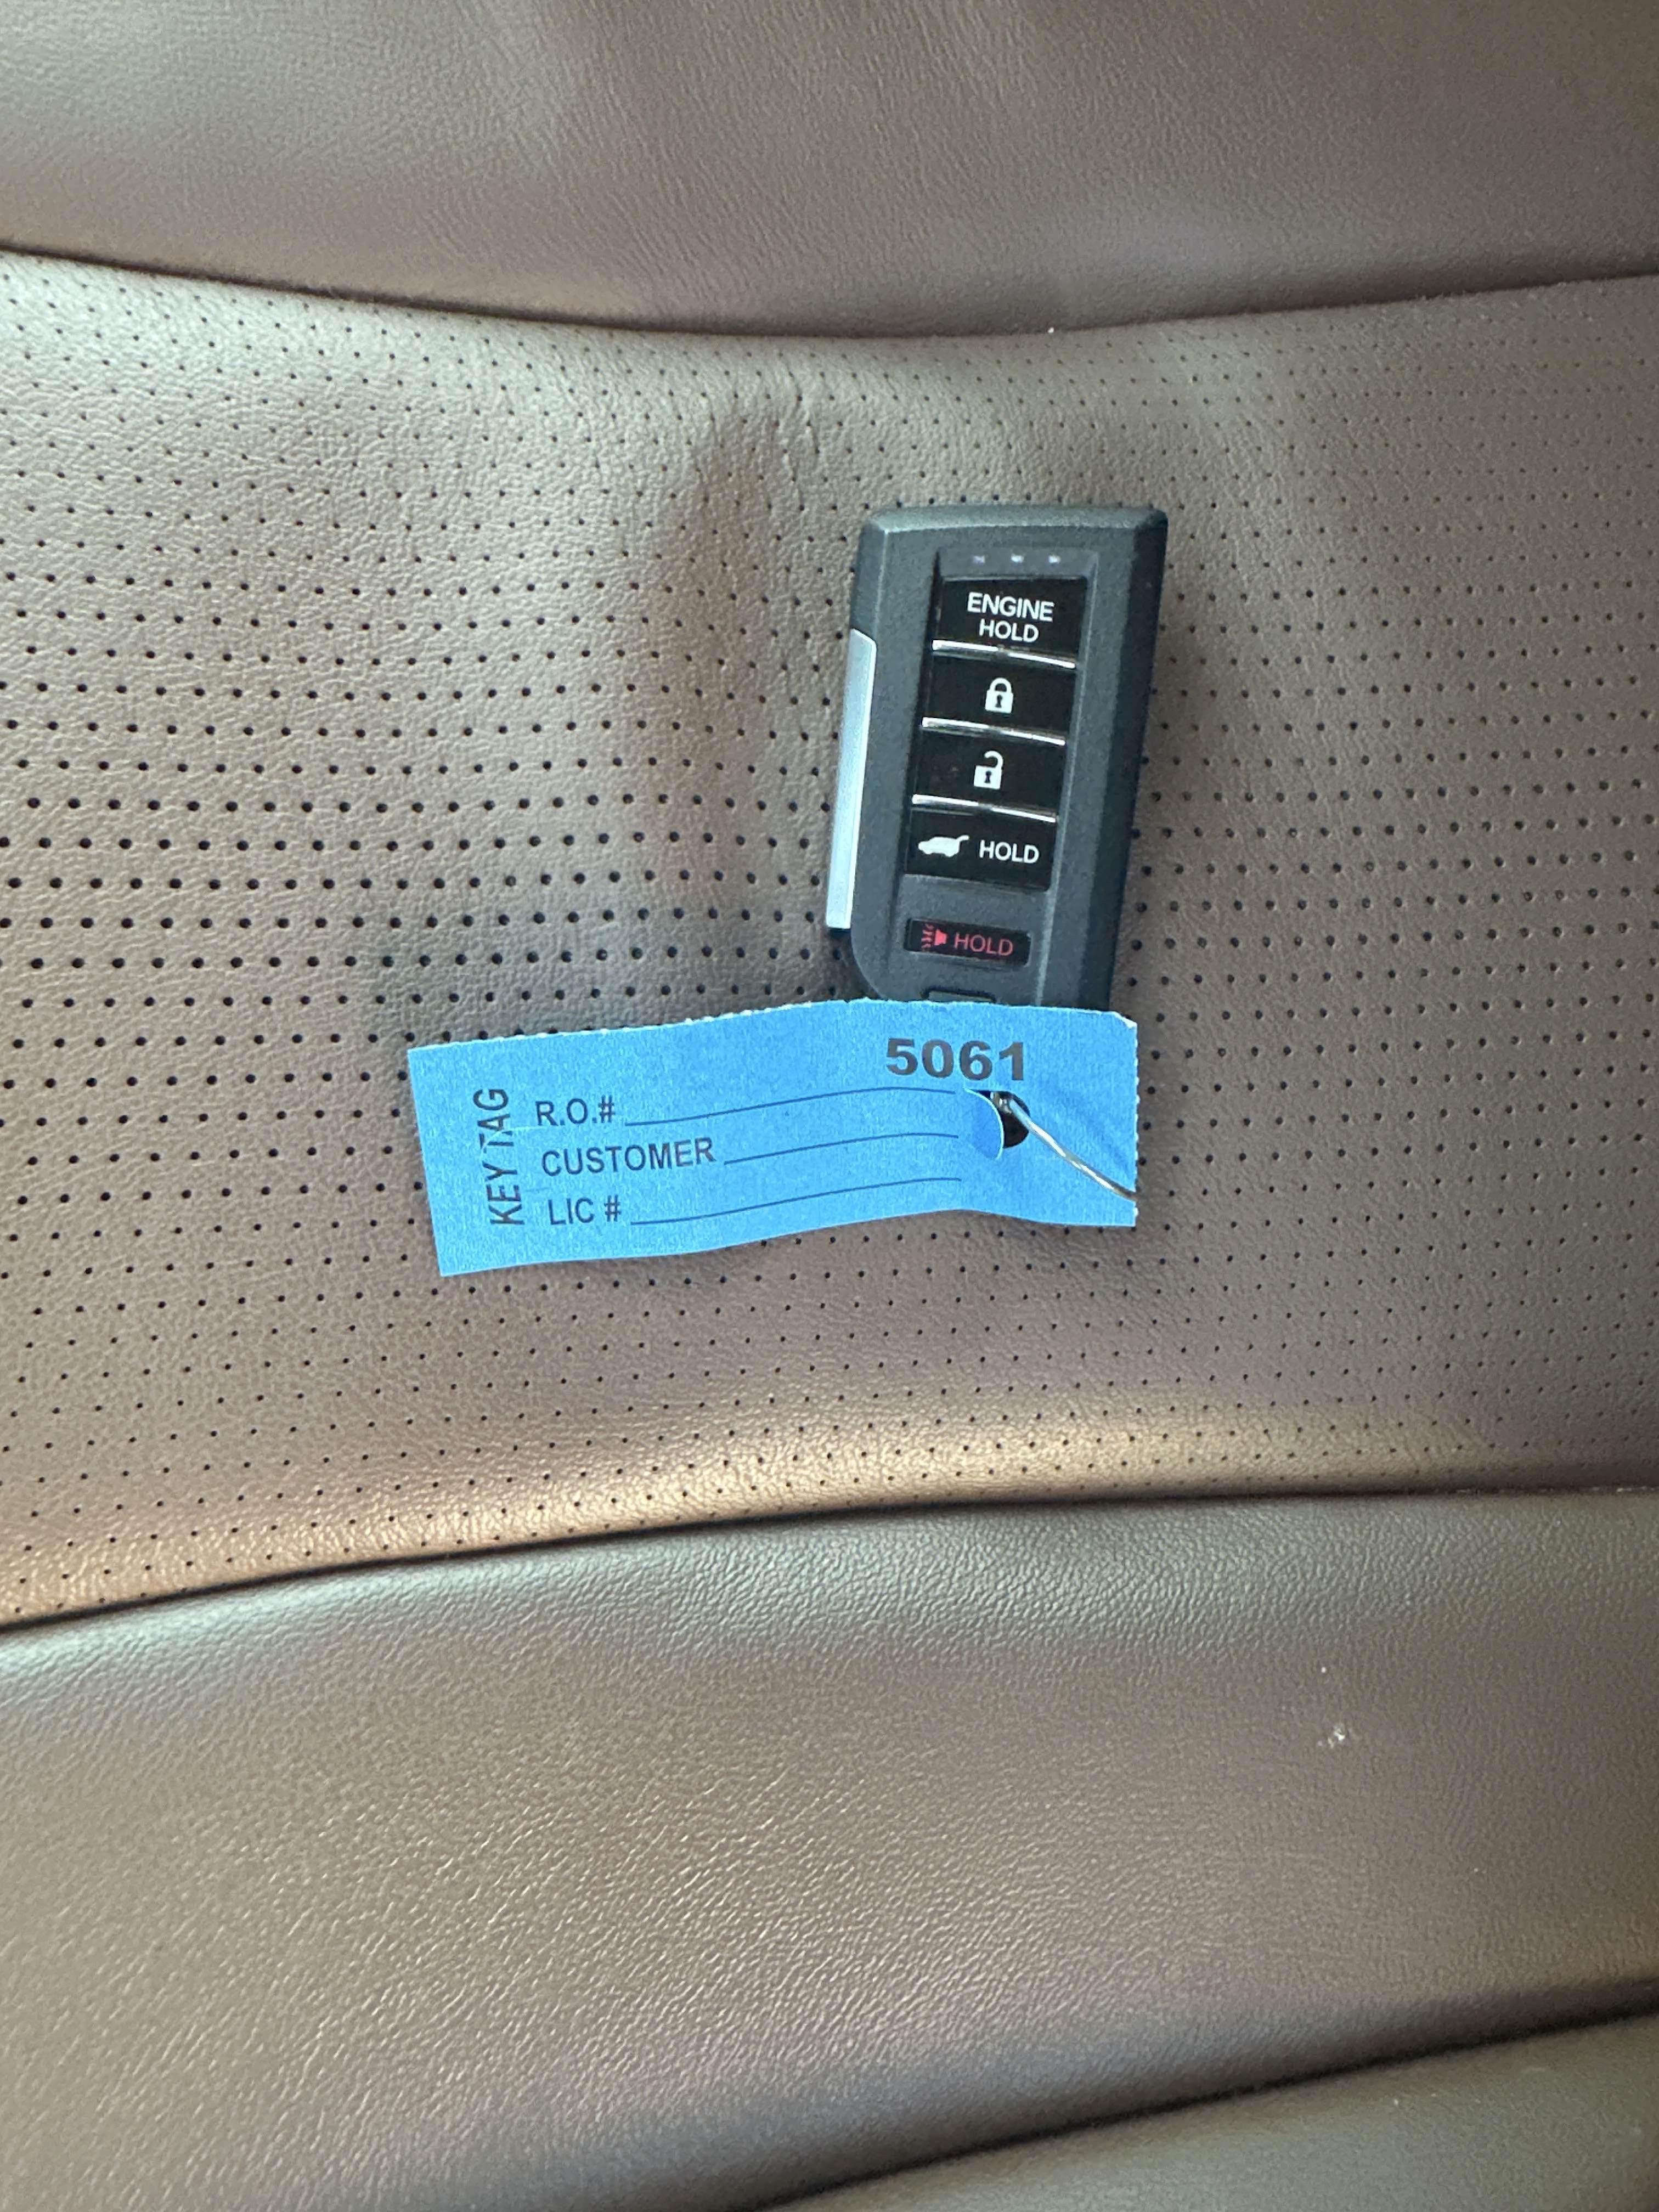 ENGINE
HOLD
HOLD
HOLD
5061
KEY TAG
R.O.#
CUSTOMER
LIC #